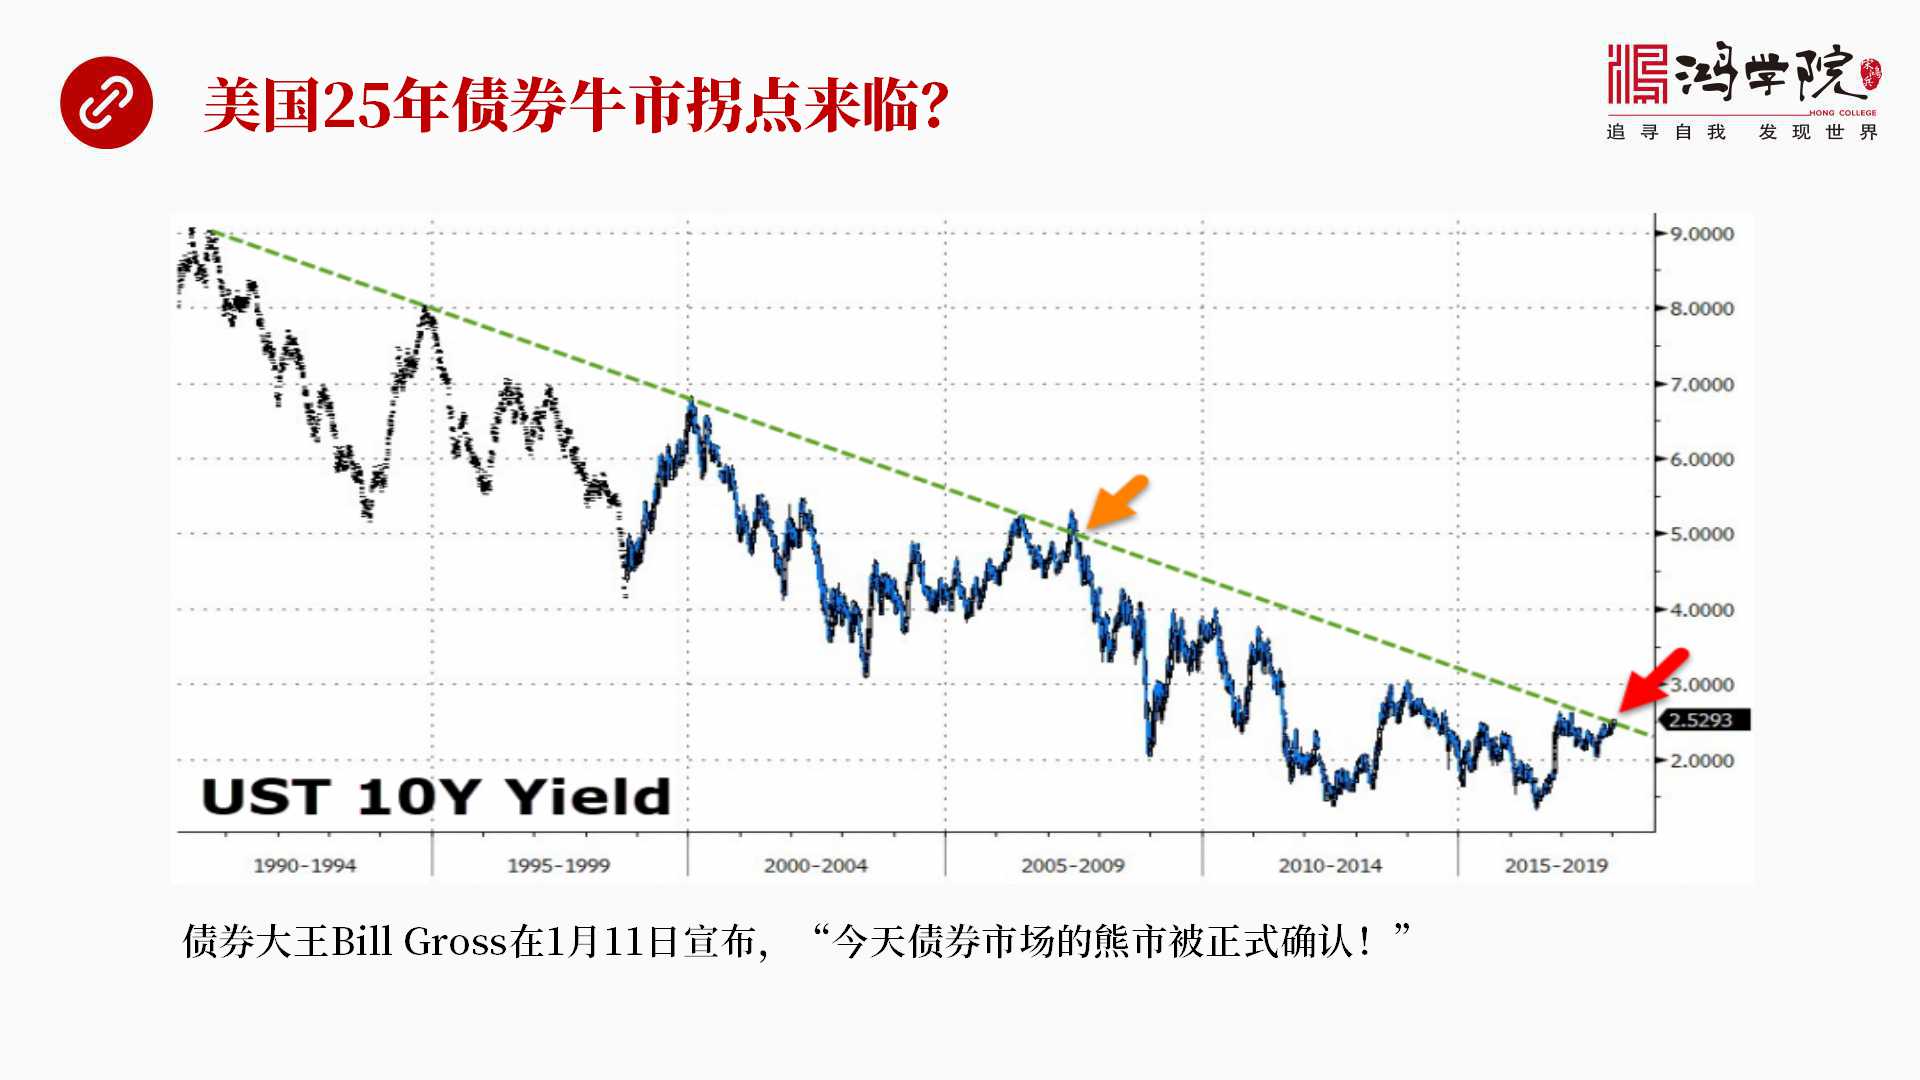 美国25年债券牛市拐点来临？
鸿学院
HONG COLLEGE
追寻自我 发现世界
9.0000
8.0000
7.0000
6.0000
5.0000
4.0000
3.0000
2.5293
2.0000
UST 10Y Yield
1990-1994 1995-1999 2000-2004 2005-2009 2010-2014 2015-2019
债券大王Bill Gross在1月11日宣布，“今天债券市场的熊市被正式确认！”